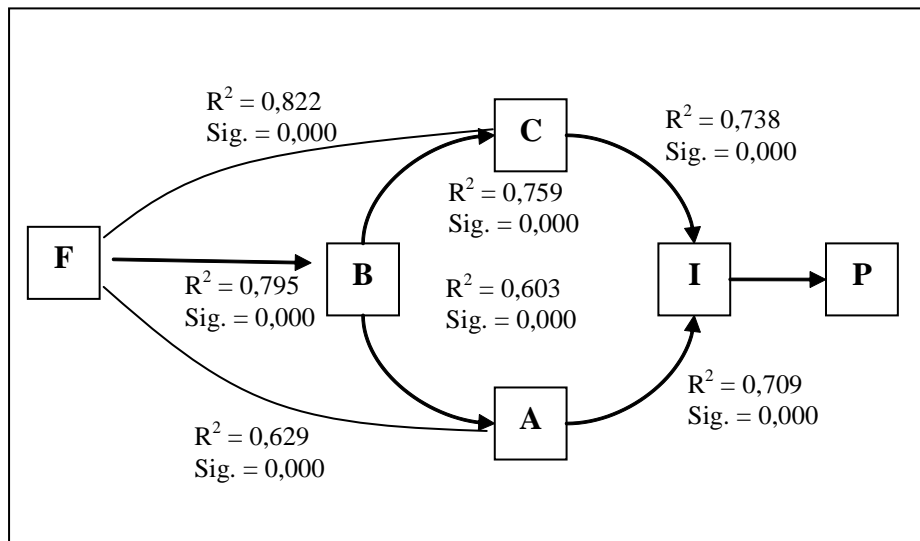 R² = 0,822
Sig. = 0,000
C
R² = 0,738
Sig. = 0,000
R² = 0,759
Sig. = 0,000
F
B
I
P
R² = 0,795
Sig. = 0,000
R² = 0,603
Sig. = 0,000
A
R² = 0,709
Sig. = 0,000
R² = 0,629
Sig. = 0,000